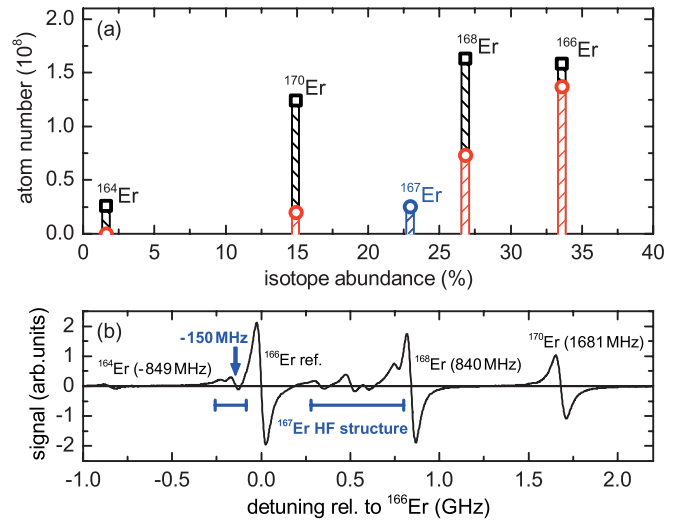 (a)
atom number (10⁸)
2.0
1.5
1.0
0.5
0.0
¹⁶⁴Er
¹⁷⁰Er
¹⁶⁷Er
¹⁶⁸Er
¹⁶⁶Er
0 5 10 15 20 25 30 35 40
isotope abundance (%)
(b)
signal (arb.units)
2
1
0
-1
-2
-150 MHz
¹⁶⁴Er (-849 MHz)
¹⁶⁶Er ref.
¹⁶⁸Er (840 MHz)
¹⁷⁰Er (1681 MHz)
¹⁶⁷Er HF structure
-1.0 -0.5 0.0 0.5 1.0 1.5 2.0
detuning rel. to ¹⁶⁶Er (GHz)